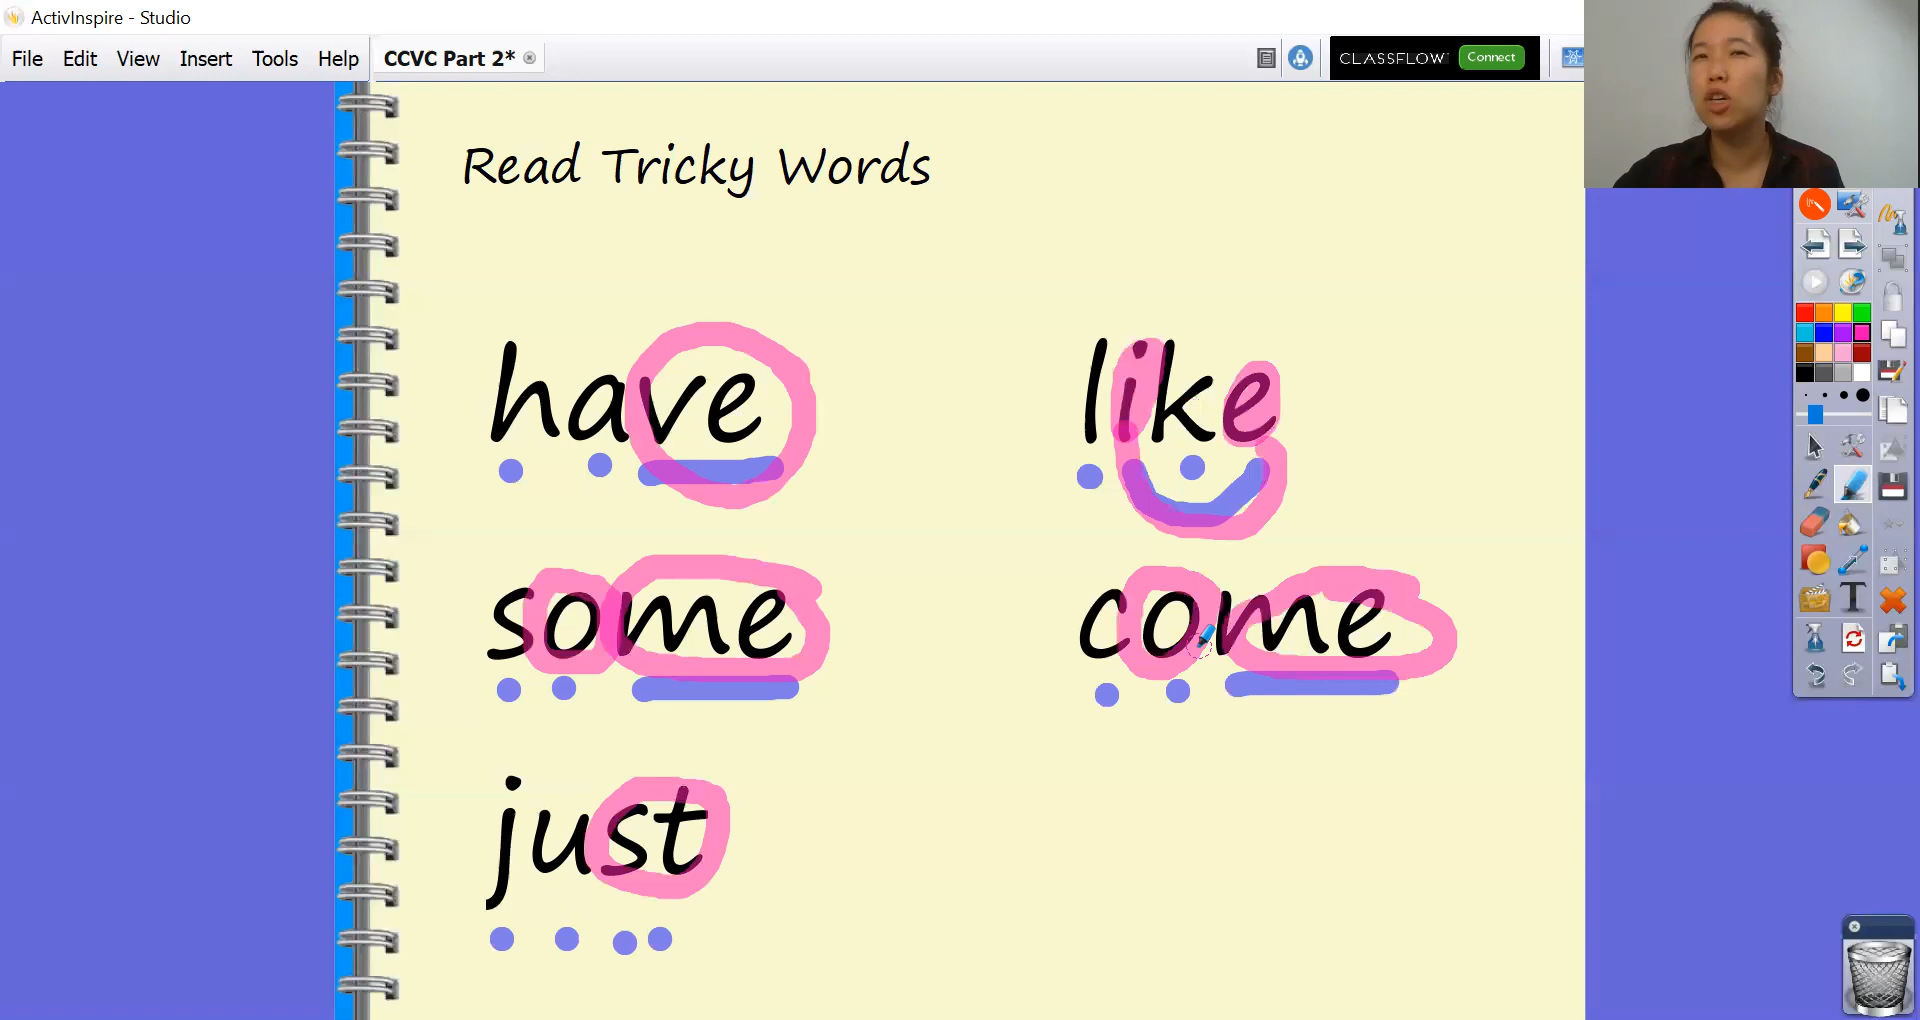 ActivInspire - Studio
File Edit View Insert Tools Help CCVC Part 2* CLASSFLOW Connect
Read Tricky Words
have like
some come
just
T